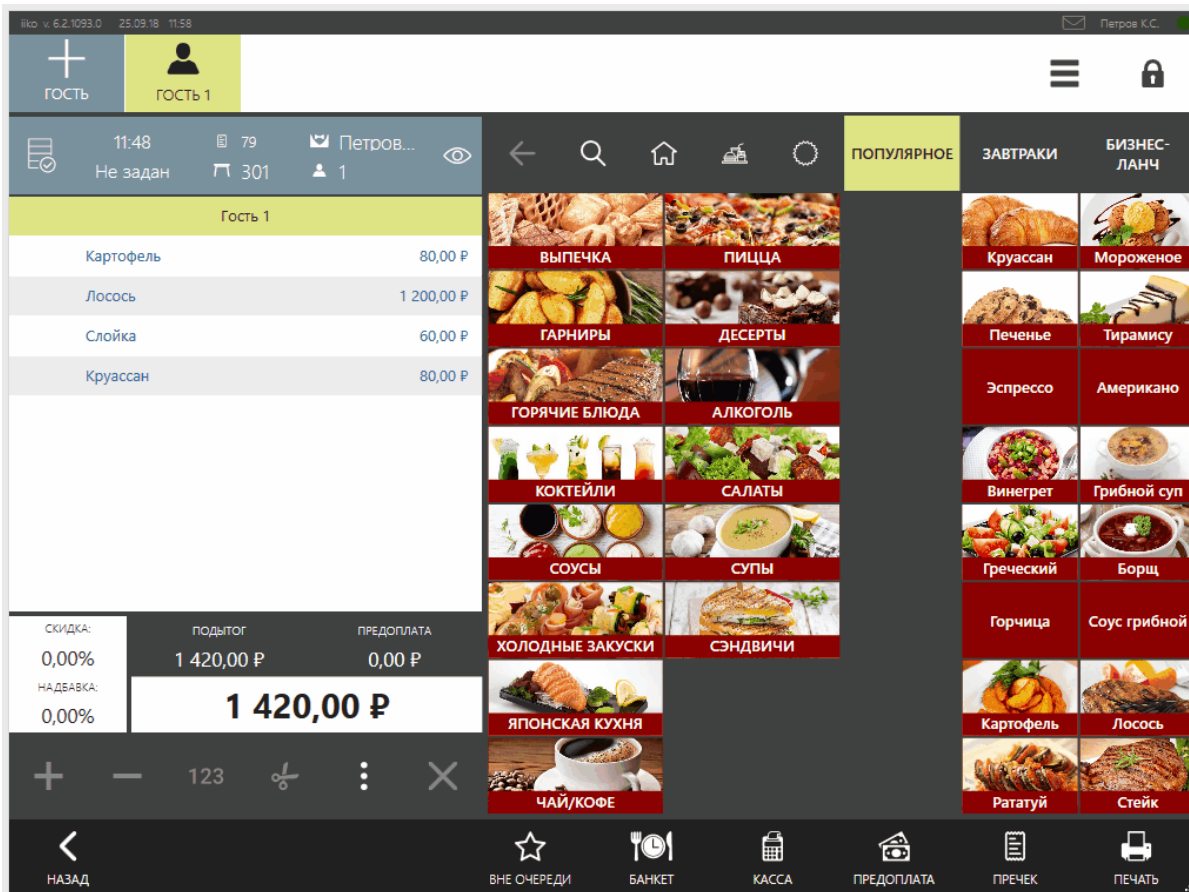 iiko v. 6.2.1093.0 25.09.18 11:58 Петров К.С.
ГОСТЬ
ГОСТЬ 1
11:48 79 Петров...
Не задан 301 1
ПОПУЛЯРНОЕ
ЗАВТРАКИ
БИЗНЕС-
ЛАНЧ
Гость 1
Картофель 80,00 ₽
Лосось 1 200,00 ₽
Слойка 60,00 ₽
Круассан 80,00 ₽
СКИДКА:
0,00%
НАДБАВКА:
0,00%
ПОДЫТОГ
1 420,00 ₽
ПРЕДОПЛАТА
0,00 ₽
1 420,00 ₽
123
ВЫПЕЧКА ПИЦЦА
ГАРНИРЫ ДЕСЕРТЫ
ГОРЯЧИЕ БЛЮДА АЛКОГОЛЬ
КОКТЕЙЛИ САЛАТЫ
СОУСЫ СУПЫ
ХОЛОДНЫЕ ЗАКУСКИ СЭНДВИЧИ
ЯПОНСКАЯ КУХНЯ
ЧАЙ/КОФЕ
Круассан Мороженое
Печенье Тирамису
Эспрессо Американо
Винегрет Грибной суп
Греческий Борщ
Горчица Соус грибной
Картофель Лосось
Рататуй Стейк
НАЗАД
ВНЕ ОЧЕРЕДИ
БАНКЕТ
КАССА
ПРЕДОПЛАТА
ПРЕЧЕК
ПЕЧАТЬ